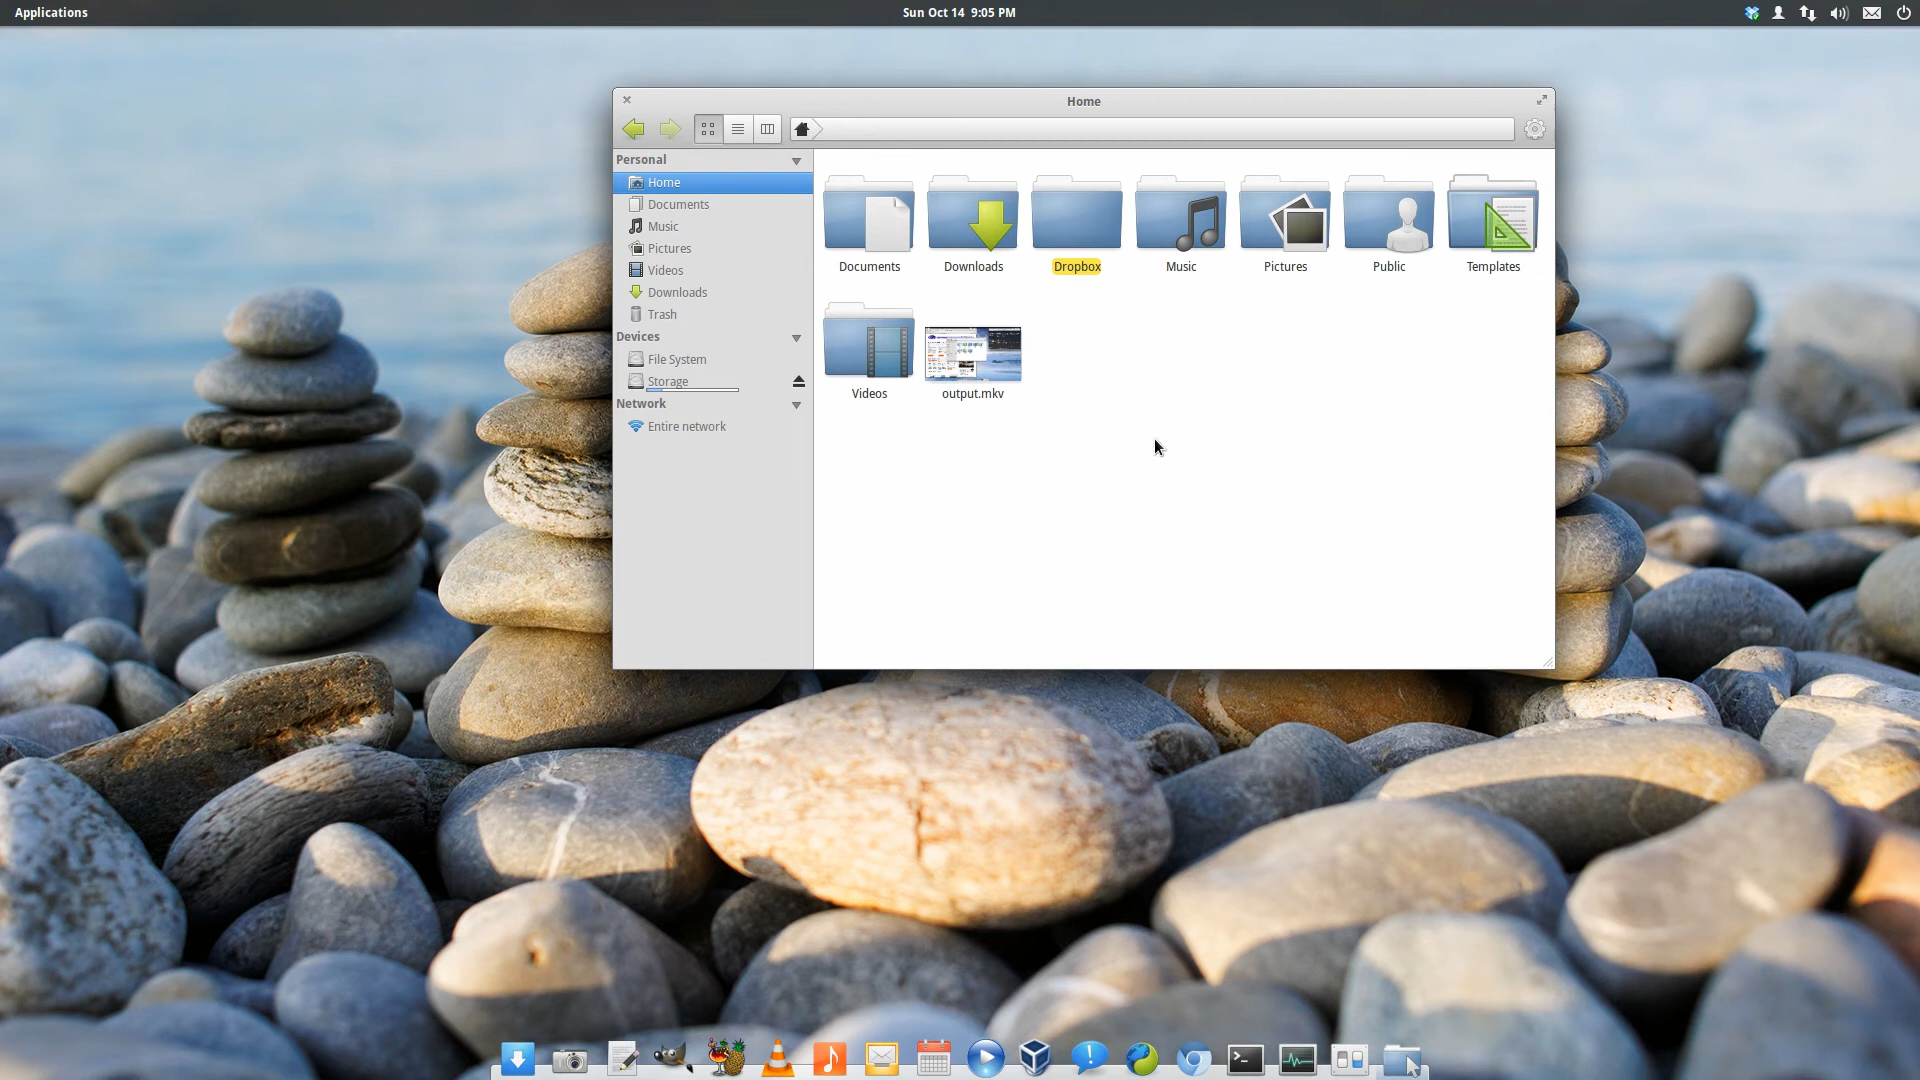 Applications
Sun Oct 14 9:05 PM
Home
Personal
Home
Documents
Music
Pictures
Videos
Downloads
Trash
Devices
File System
Storage
Network
Entire network
Documents
Downloads
Dropbox
Music
Pictures
Public
Templates
Videos
output.mkv